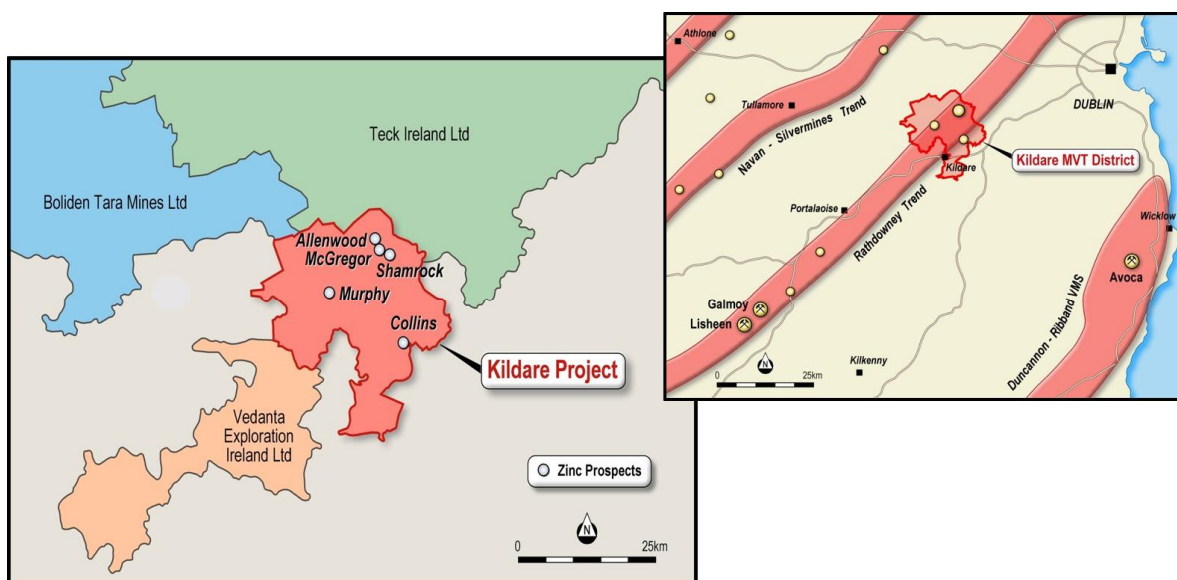 Teck Ireland Ltd
Boliden Tara Mines Ltd
Allenwood
McGregor
Shamrock
Murphy
Collins
Kildare Project
Vedanta
Exploration
Ireland Ltd
Zinc Prospects
N
0
25km
Athlone
Tullamore
DUBLIN
Navan - Silvermines Trend
Kildare MVT District
Kildare
Portalaoise
Rathdowney Trend
Wicklow
Avoca
Galmoy
Lisheen
Duncannon - Ribband VMS
Kilkenny
N
0
25km